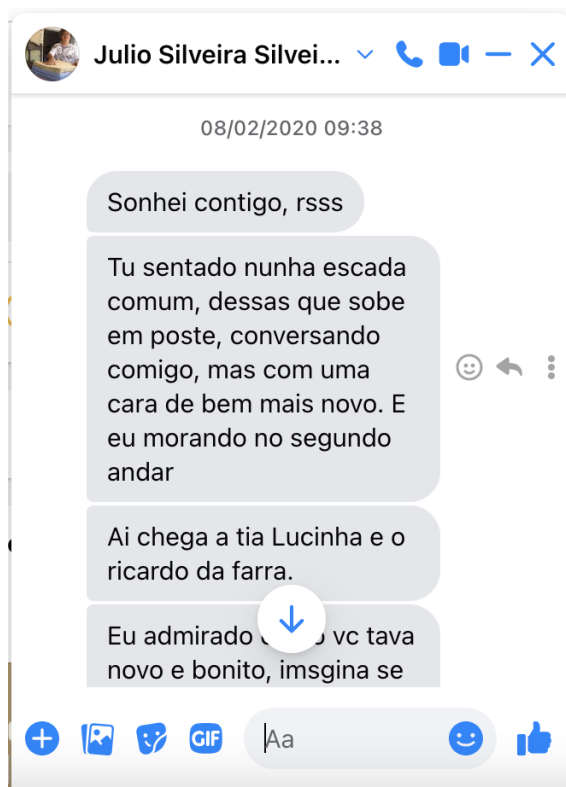 Julio Silveira Silvei...
08/02/2020 09:38
Sonhei contigo, rsss
Tu sentado nunha escada
comum, dessas que sobe
em poste, conversando
comigo, mas com uma
cara de bem mais novo. E
eu morando no segundo
andar
Ai chega a tia Lucinha e o
ricardo da farra.
Eu admirado vc tava
novo e bonito, imsgina se
GIF
Aa